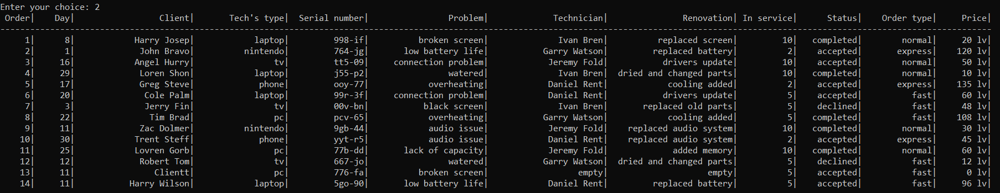 Enter your choice: 2
Order| Day| Client| Tech's type| Serial number| Problem| Technician| Renovation| In service| Status| Order type| Price|
----------------------------------------------------------------------------------------------------
1| 8| Harry Josep| laptop| 998-if| broken screen| Ivan Bren| replaced screen| 10| completed| normal| 20 lv|
2| 1| John Bravo| nintendo| 764-jg| low battery life| Garry Watson| replaced battery| 2| accepted| express| 120 lv|
3| 16| Angel Hurry| tv| tt5-09| connection problem| Jeremy Fold| drivers update| 10| accepted| normal| 50 lv|
4| 29| Loren Shon| laptop| j55-p2| watered| Ivan Bren| dried and changed parts| 10| completed| normal| 10 lv|
5| 17| Greg Steve| phone| ooy-77| overheating| Daniel Rent| cooling added| 2| accepted| express| 135 lv|
6| 20| Cole Palm| laptop| 99r-3f| connection problem| Daniel Rent| drivers update| 5| accepted| fast| 60 lv|
7| 3| Jerry Fin| tv| 00v-bn| black screen| Ivan Bren| replaced old parts| 5| declined| fast| 48 lv|
8| 22| Tim Brad| pc| pcv-65| overheating| Garry Watson| cooling added| 5| completed| fast| 108 lv|
9| 11| Zac Dolmer| nintendo| 9gb-44| audio issue| Jeremy Fold| replaced audio system| 10| completed| normal| 30 lv|
10| 30| Trent Steff| phone| yyt-r5| audio issue| Daniel Rent| replaced audio system| 2| accepted| express| 45 lv|
11| 25| Lovren Gorb| pc| 77b-dd| lack of capacity| Jeremy Fold| added memory| 10| completed| normal| 60 lv|
12| 12| Robert Tom| tv| 667-jo| watered| Garry Watson| dried and changed parts| 5| declined| fast| 12 lv|
13| 11| Clientt| pc| 776-fa| broken screen| empty| empty| 5| accepted| fast| 0 lv|
14| 11| Harry Wilson| laptop| 5go-90| low battery life| Daniel Rent| replaced battery| 5| accepted| fast| 96 lv|